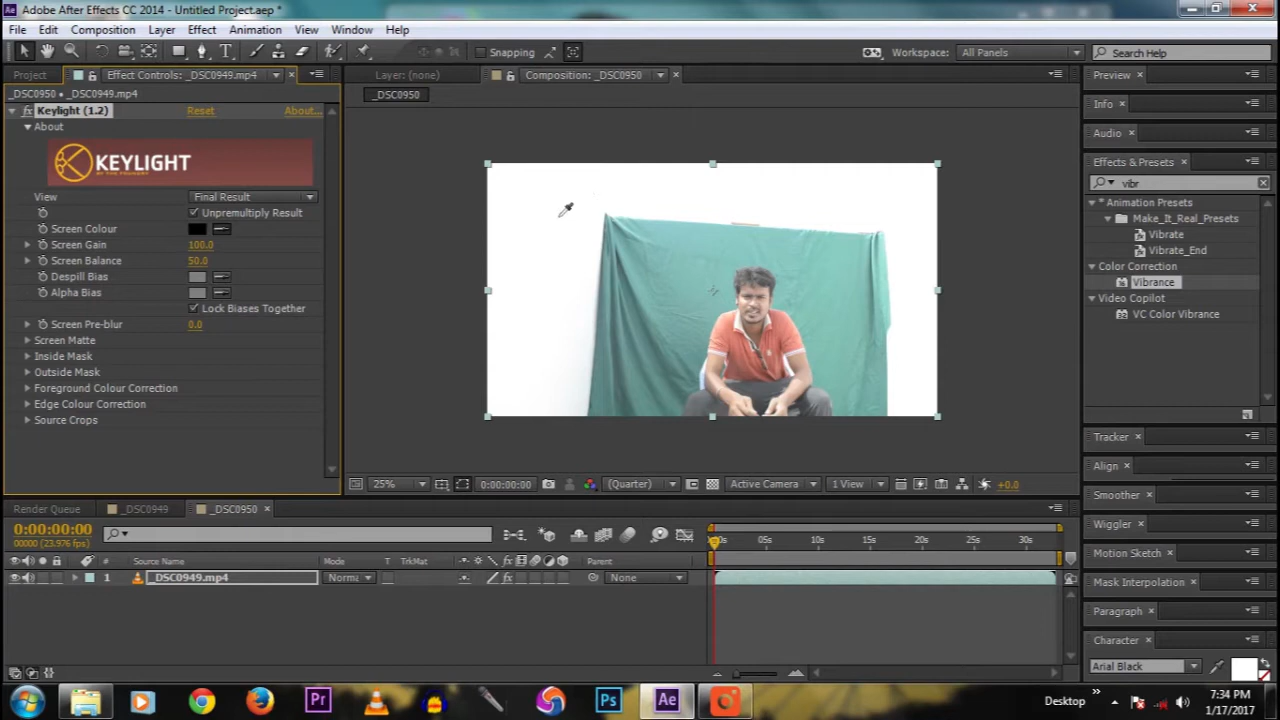 Adobe After Effects CC 2014 - Untitled Project.aep *
File Edit Composition Layer Effect Animation View Window Help
Snapping Workspace: All Panels Search Help
Project Effect Controls: _DSC0949.mp4 Layer: (none) Composition: _DSC0950 Preview
_DSC0950 • _DSC0949.mp4 _DSC0950
Keylight (1.2) Reset About... Info
About Audio
KEYLIGHT Effects & Presets
vibr
View Final Result * Animation Presets
Unpremultiply Result Make_It_Real_Presets
Screen Colour Vibrate
Screen Gain 100.0 Vibrate_End
Screen Balance 50.0 Color Correction
Despill Bias Vibrance
Alpha Bias Video Copilot
Lock Biases Together VC Color Vibrance
Screen Pre-blur 0.0
Screen Matte
Inside Mask
Outside Mask
Foreground Colour Correction
Edge Colour Correction
Source Crops
Tracker
Align
25% 0:00:00:00 (Quarter) Active Camera 1 View +0.0
Smoother
Render Queue _DSC0949 _DSC0950
Wiggler
0:00:00:00
00000 (23.976 fps)
05s 10s 15s 20s 25s 30s
Motion Sketch
# Source Name Mode T TrkMat Parent
1 _DSC0949.mp4 None
Mask Interpolation
Paragraph
Character
Arial Black
Pr Ps Ae Desktop 7:34 PM
1/17/2017